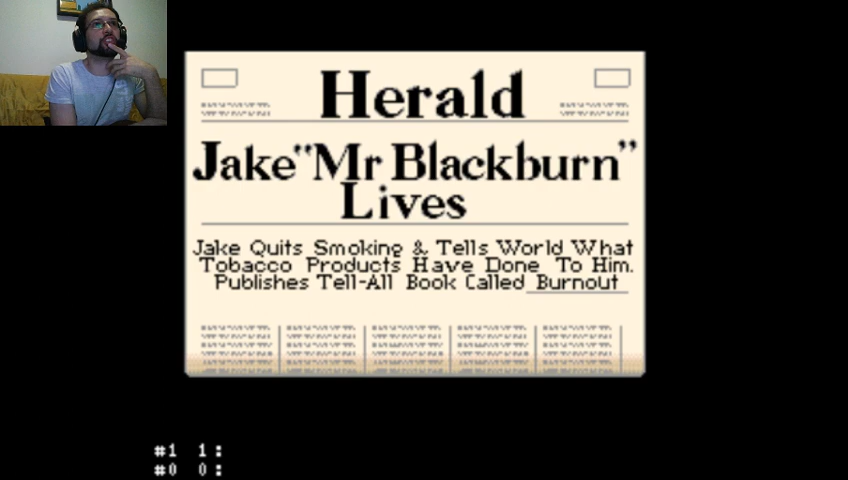 Herald
Jake "Mr Blackburn"
Lives
Jake Quits Smoking & Tells World What
Tobacco Products Have Done To Him.
Publishes Tell-All Book Called Burnout
#1 1:
#0 0: